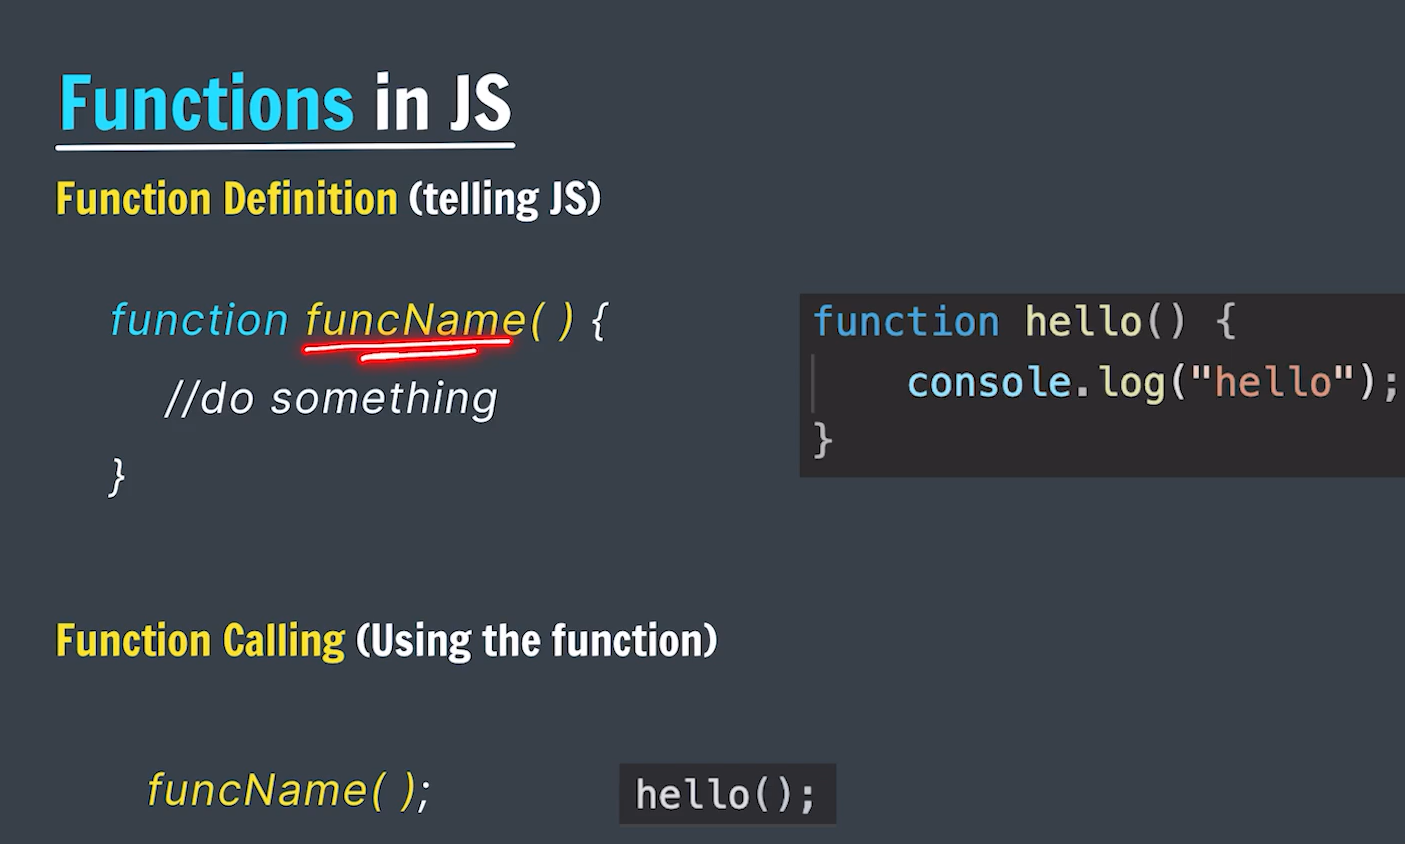 Functions in JS
Function Definition (telling JS)
function funcName( ) {
//do something
}
function hello() {
console.log("hello");
}
Function Calling (Using the function)
funcName( );
hello();